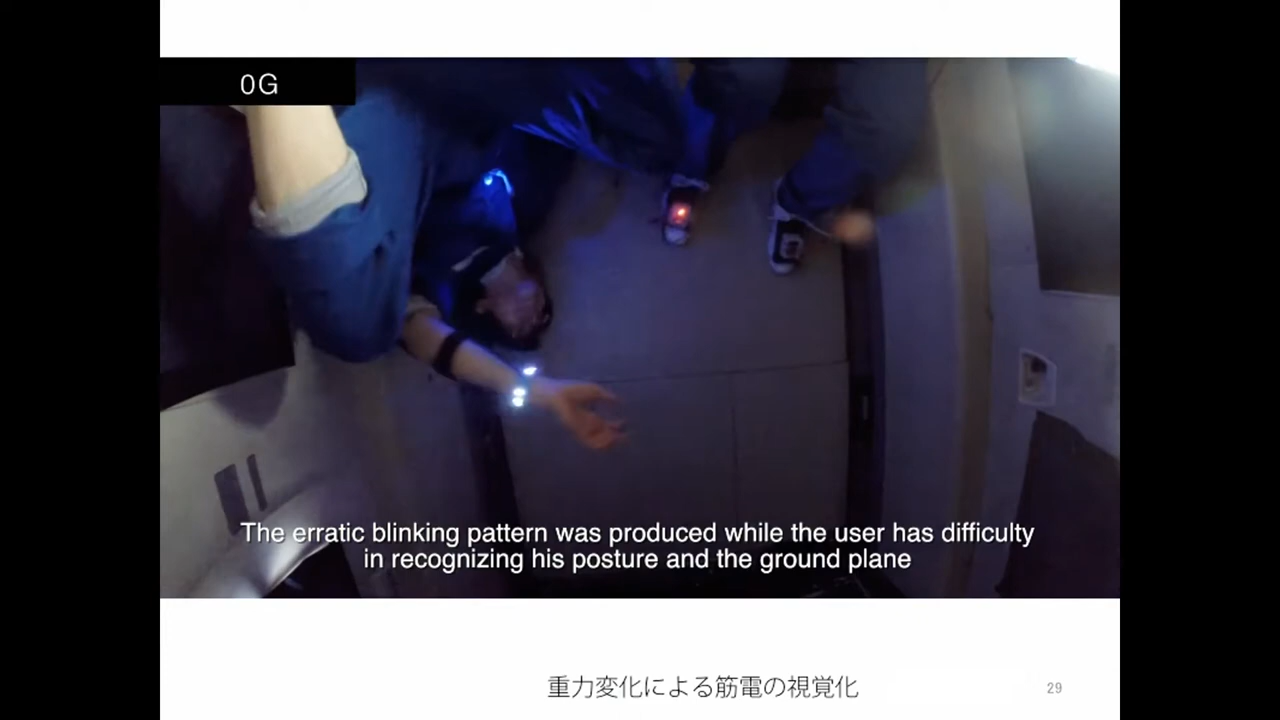 0G
The erratic blinking pattern was produced while the user has difficulty
in recognizing his posture and the ground plane
重力変化による筋電の視覚化
29